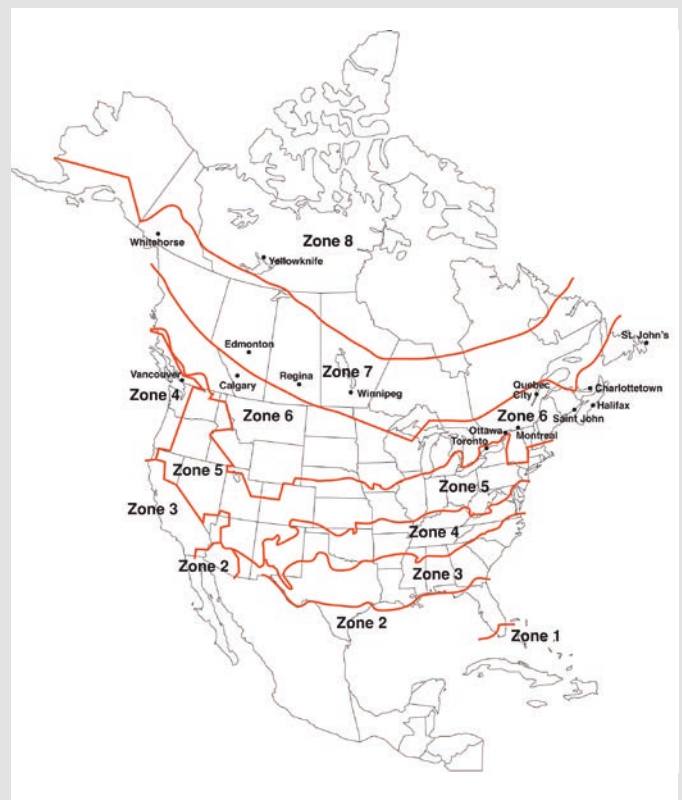 Zone 8
Whitehorse
Yellowknife
St. John's
Edmonton
Zone 7
Vancouver
Calgary
Regina
Winnipeg
Quebec
City
Charlottetown
Zone 4
Zone 6
Zone 6
Halifax
Saint John
Ottawa
Montreal
Toronto
Zone 5
Zone 5
Zone 3
Zone 4
Zone 2
Zone 3
Zone 2
Zone 1